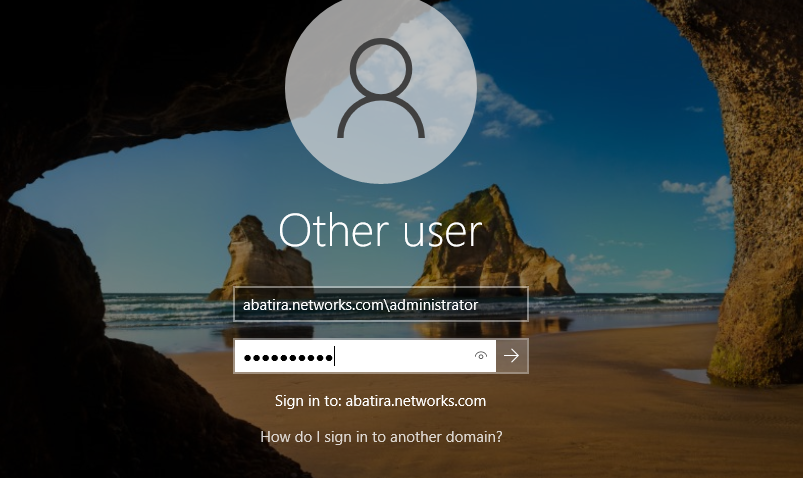 Other user
abatira.networks.com\administrator
●●●●●●●●●●
Sign in to: abatira.networks.com
How do I sign in to another domain?